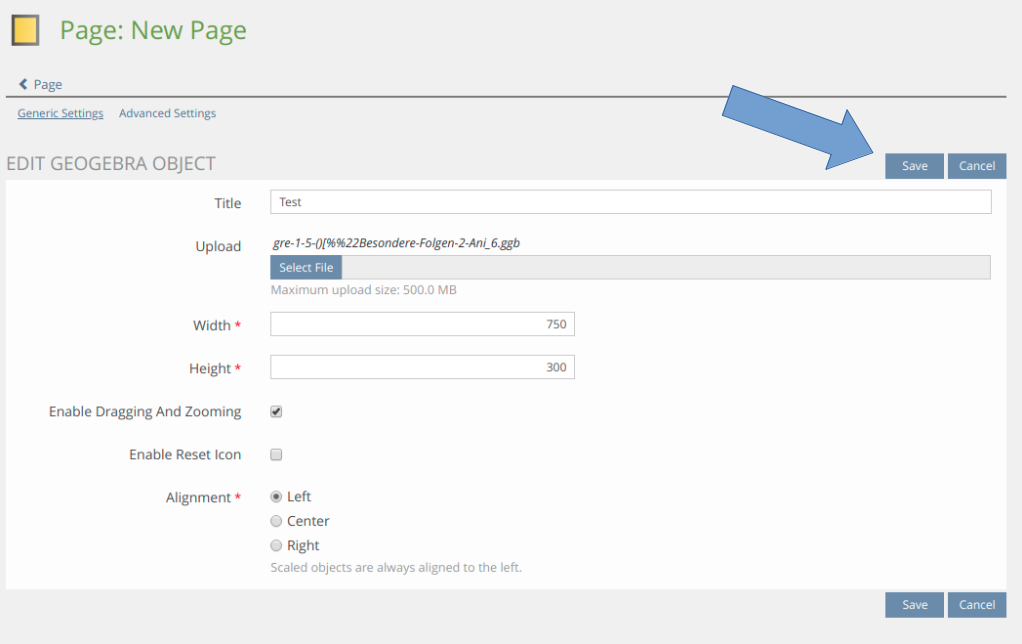 Page: New Page
Page
Generic Settings Advanced Settings
EDIT GEOGEBRA OBJECT Save Cancel
Title Test
Upload gre-1-5-()[%%22Besondere-Folgen-2-Ani_6.ggb
Select File
Maximum upload size: 500.0 MB
Width * 750
Height * 300
Enable Dragging And Zooming
Enable Reset Icon
Alignment * Left
Center
Right
Scaled objects are always aligned to the left.
Save Cancel